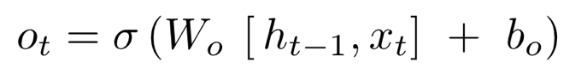 oₜ = σ (Wₒ [hₜ₋₁, xₜ] + bₒ)